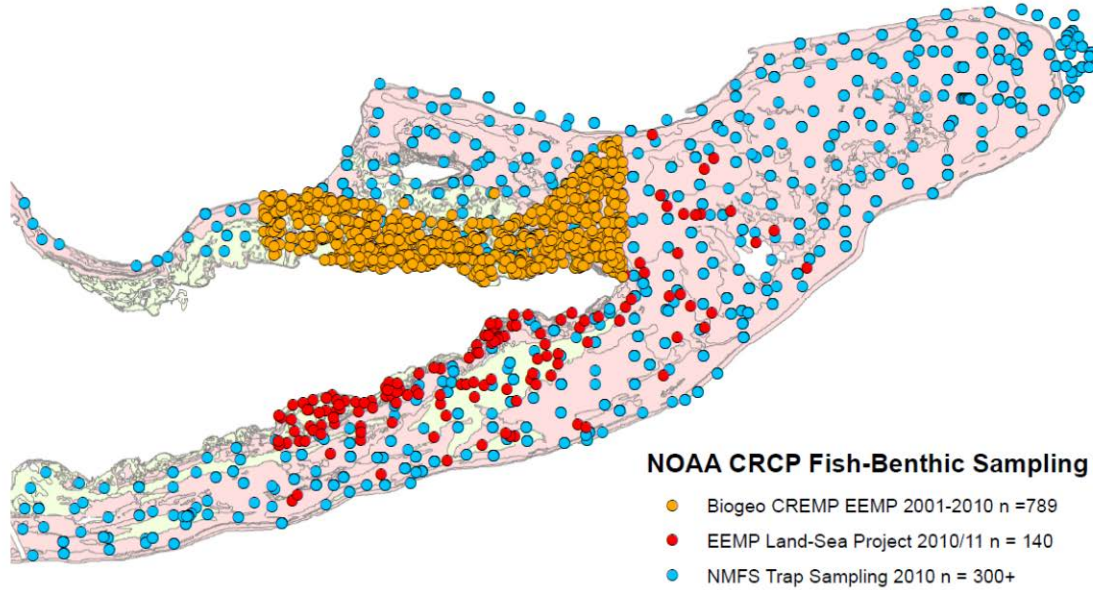 NOAA CRCP Fish-Benthic Sampling
Biogeo CREMP EEMP 2001-2010 n =789
EEMP Land-Sea Project 2010/11 n = 140
NMFS Trap Sampling 2010 n = 300+